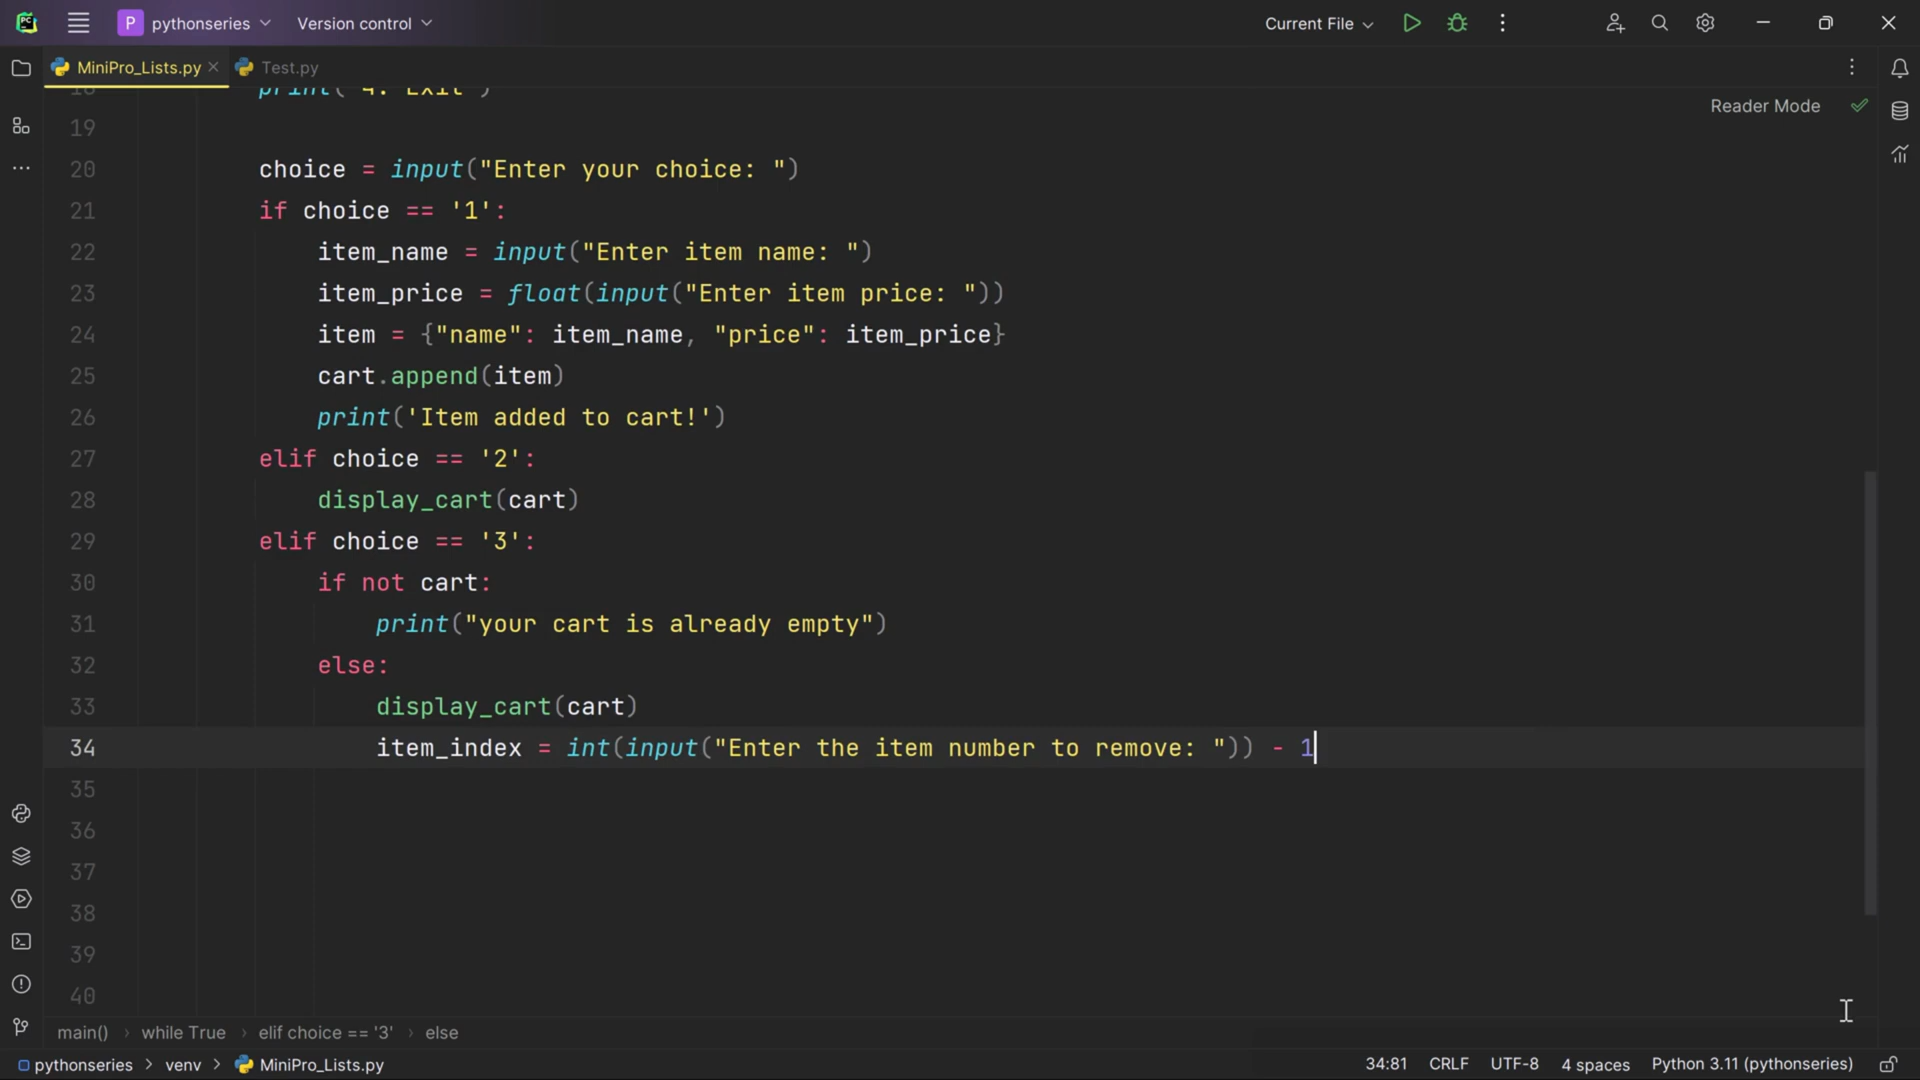 P pythonseries Version control Current File
MiniPro_Lists.py Test.py
18 print("4. Exit")
Reader Mode
19
20 choice = input("Enter your choice: ")
21 if choice == '1':
22 item_name = input("Enter item name: ")
23 item_price = float(input("Enter item price: "))
24 item = {"name": item_name, "price": item_price}
25 cart.append(item)
26 print('Item added to cart!')
27 elif choice == '2':
28 display_cart(cart)
29 elif choice == '3':
30 if not cart:
31 print("your cart is already empty")
32 else:
33 display_cart(cart)
34 item_index = int(input("Enter the item number to remove: ")) - 1
35
36
37
38
39
40
main() › while True › elif choice == '3' › else
pythonseries › venv › MiniPro_Lists.py 34:81 CRLF UTF-8 4 spaces Python 3.11 (pythonseries)